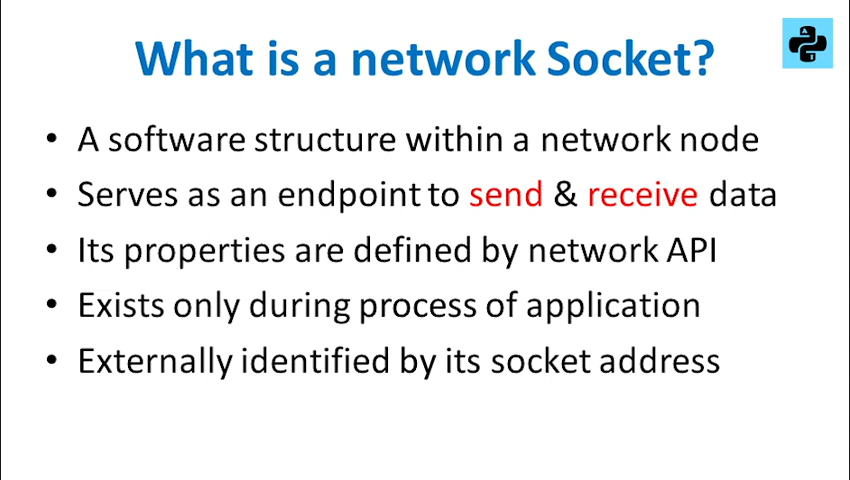 What is a network Socket?
• A software structure within a network node
• Serves as an endpoint to send & receive data
• Its properties are defined by network API
• Exists only during process of application
• Externally identified by its socket address